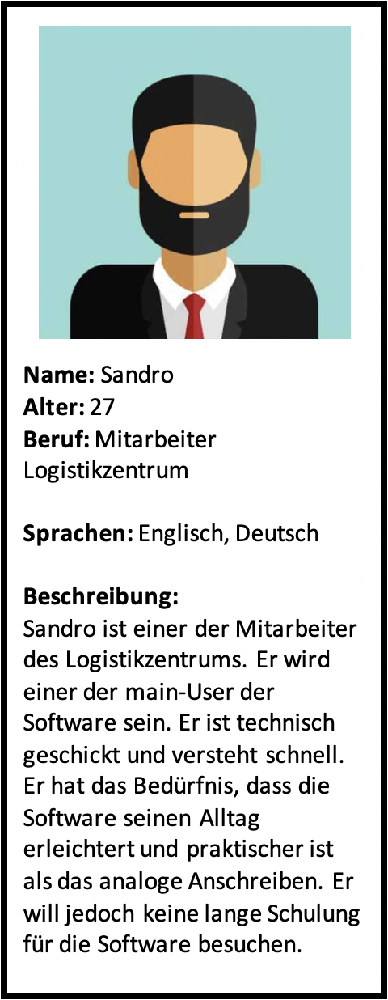 Name: Sandro
Alter: 27
Beruf: Mitarbeiter
Logistikzentrum
Sprachen: Englisch, Deutsch
Beschreibung:
Sandro ist einer der Mitarbeiter
des Logistikzentrums. Er wird
einer der main-User der
Software sein. Er ist technisch
geschickt und versteht schnell.
Er hat das Bedürfnis, dass die
Software seinen Alltag
erleichtert und praktischer ist
als das analoge Anschreiben. Er
will jedoch keine lange Schulung
für die Software besuchen.